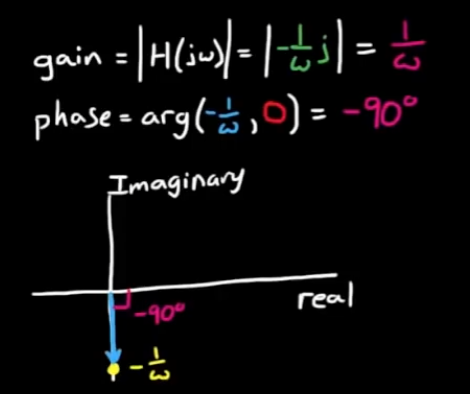 gain = |H(jω)| = |-1/ω j| = 1/ω
phase = arg(-1/ω, 0) = -90°
Imaginary
real
-90°
-1/ω